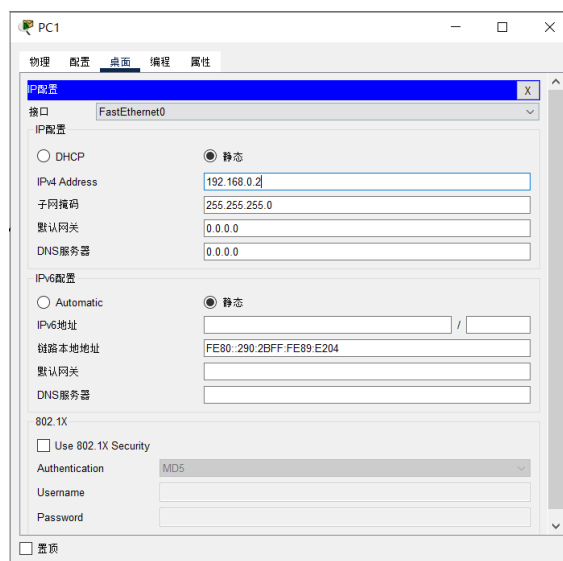 PC1
物理 配置 桌面 编程 属性
IP配置 X
接口 FastEthernet0
IP配置
DHCP 静态
IPv4 Address 192.168.0.2
子网掩码 255.255.255.0
默认网关 0.0.0.0
DNS服务器 0.0.0.0
IPv6配置
Automatic 静态
IPv6地址 /
链路本地地址 FE80::290:2BFF:FE89:E204
默认网关
DNS服务器
802.1X
Use 802.1X Security
Authentication MD5
Username
Password
置顶